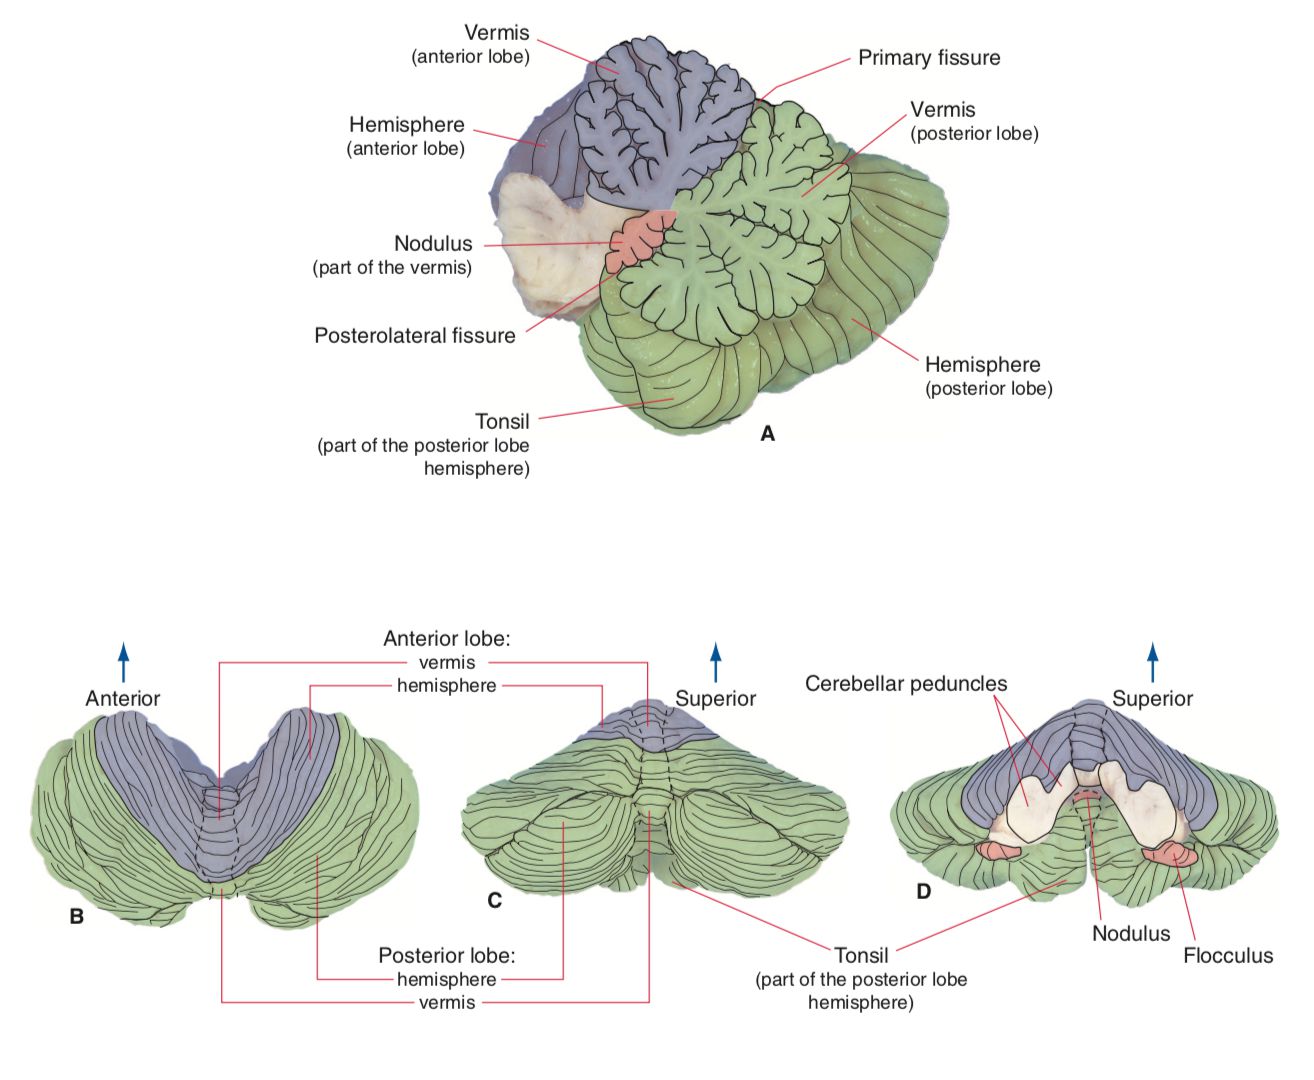 Vermis
(anterior lobe)
Primary fissure
Vermis
(posterior lobe)
Hemisphere
(anterior lobe)
Nodulus
(part of the vermis)
Posterolateral fissure
Hemisphere
(posterior lobe)
Tonsil
(part of the posterior lobe
hemisphere)
A
Anterior lobe:
vermis
hemisphere
Anterior
Superior
Cerebellar peduncles
Superior
B
C
D
Posterior lobe:
hemisphere
vermis
Tonsil
(part of the posterior lobe
hemisphere)
Nodulus
Flocculus